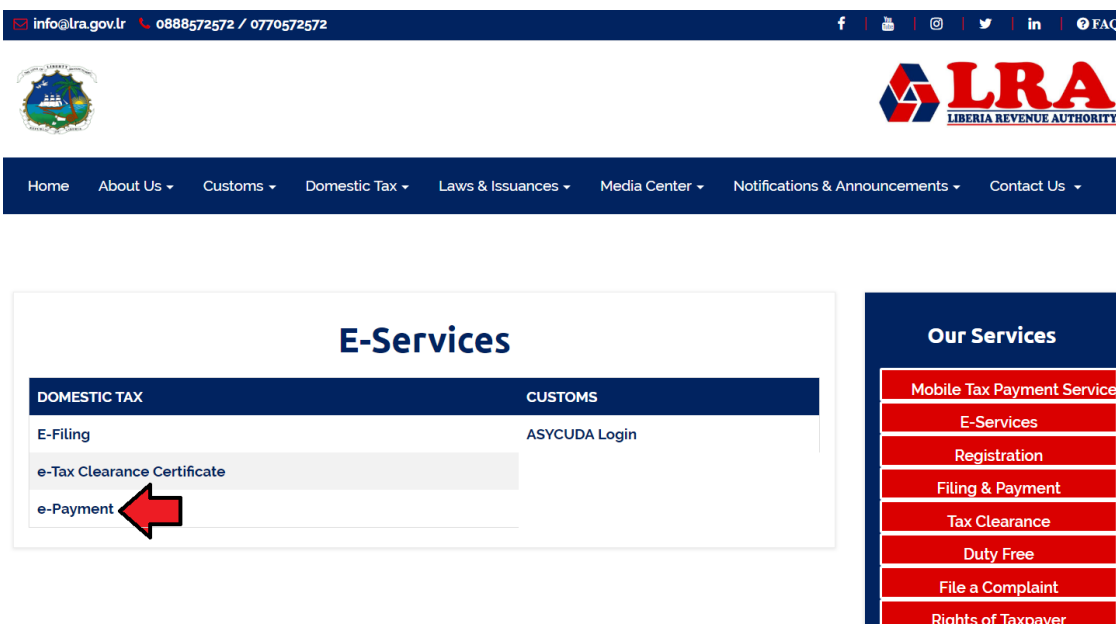 info@lra.gov.lr 0888572572 / 0770572572 FAQ
LRA
LIBERIA REVENUE AUTHORITY
Home About Us Customs Domestic Tax Laws & Issuances Media Center Notifications & Announcements Contact Us
E-Services
DOMESTIC TAX CUSTOMS
E-Filing ASYCUDA Login
e-Tax Clearance Certificate
e-Payment
Our Services
Mobile Tax Payment Service
E-Services
Registration
Filing & Payment
Tax Clearance
Duty Free
File a Complaint
Rights of Taxpayer